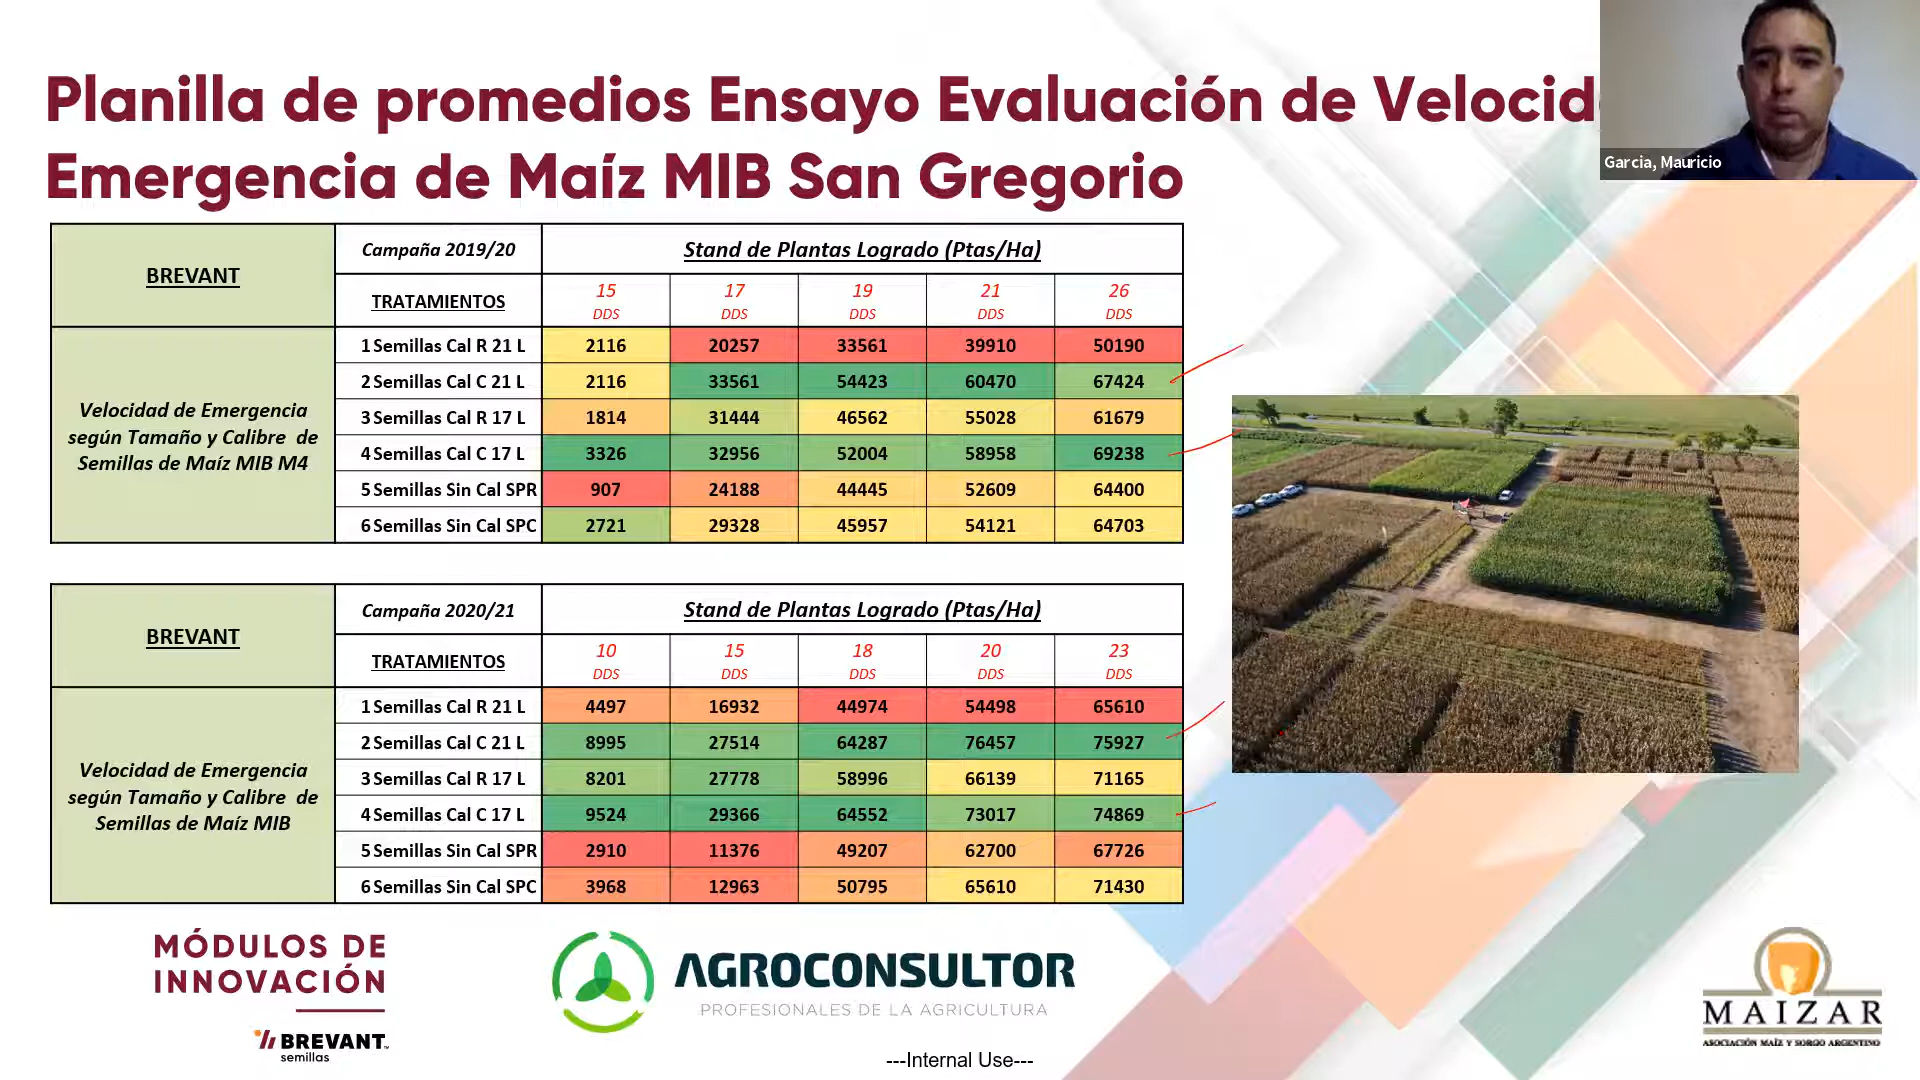 Planilla de promedios Ensayo Evaluación de Velocid
Emergencia de Maíz MIB San Gregorio
Garcia, Mauricio
BREVANT
Campaña 2019/20
Stand de Plantas Logrado (Ptas/Ha)
TRATAMIENTOS
15 DDS 17 DDS 19 DDS 21 DDS 26 DDS
Velocidad de Emergencia
según Tamaño y Calibre de
Semillas de Maíz MIB M4
1 Semillas Cal R 21 L 2116 20257 33561 39910 50190
2 Semillas Cal C 21 L 2116 33561 54423 60470 67424
3 Semillas Cal R 17 L 1814 31444 46562 55028 61679
4 Semillas Cal C 17 L 3326 32956 52004 58958 69238
5 Semillas Sin Cal SPR 907 24188 44445 52609 64400
6 Semillas Sin Cal SPC 2721 29328 45957 54121 64703
BREVANT
Campaña 2020/21
Stand de Plantas Logrado (Ptas/Ha)
TRATAMIENTOS
10 DDS 15 DDS 18 DDS 20 DDS 23 DDS
Velocidad de Emergencia
según Tamaño y Calibre de
Semillas de Maíz MIB
1 Semillas Cal R 21 L 4497 16932 44974 54498 65610
2 Semillas Cal C 21 L 8995 27514 64287 76457 75927
3 Semillas Cal R 17 L 8201 27778 58996 66139 71165
4 Semillas Cal C 17 L 9524 29366 64552 73017 74869
5 Semillas Sin Cal SPR 2910 11376 49207 62700 67726
6 Semillas Sin Cal SPC 3968 12963 50795 65610 71430
MÓDULOS DE
INNOVACIÓN
BREVANT™
semillas
AGROCONSULTOR
PROFESIONALES DE LA AGRICULTURA
---Internal Use---
MAIZAR
ASOCIACIÓN MAÍZ Y SORGO ARGENTINO